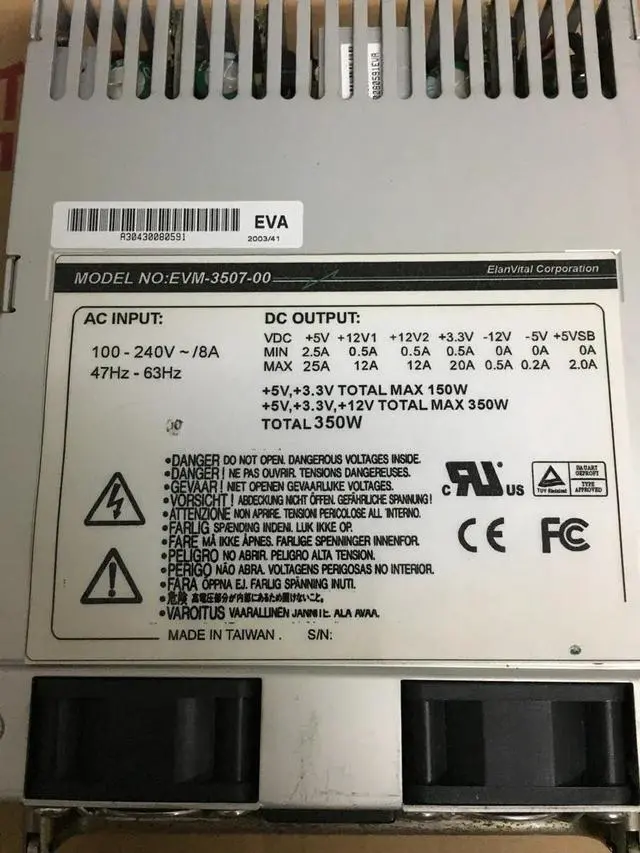 0080591EVA
EVA
A30430080591
2003/41
MODEL NO:EVM-3507-00
ElanVital Corporation
AC INPUT:
100 - 240V ~ /8A
47Hz - 63Hz
DC OUTPUT:
VDC +5V +12V1 +12V2 +3.3V -12V -5V +5VSB
MIN 2.5A 0.5A 0.5A 0.5A 0A 0A 0A
MAX 25A 12A 12A 20A 0.5A 0.2A 2.0A
+5V,+3.3V TOTAL MAX 150W
+5V,+3.3V,+12V TOTAL MAX 350W
TOTAL 350W
•DANGER DO NOT OPEN. DANGEROUS VOLTAGES INSIDE.
•DANGER! NE PAS OUVRIR. TENSIONS DANGEREUSES.
•GEVAAR! NIET OPENEN GEVAARLIJKE VOLTAGES.
•VORSICHT! ABDECKUNG NICHT ÖFFEN. GEFÄHRLICHE SPANNUNG!
•ATTENZIONE NON APRIRE. TENSIONI PERICOLOSE ALL 'INTERNO.
•FARLIG SPÆNDING INDENI. LUK IKKE OP.
•FARE MÅ IKKE ÅPNES. FARLIGE SPENNINGER INNENFOR.
•PELIGRO NO ABRIR. PELIGRO ALTA TENSION.
•PERIGO NÃO ABRA. VOLTAGENS PERIGOSAS NO INTERIOR.
•FARA ÖPPNA EJ. FARLIG SPÄNNING INUTI.
•危険 高電圧部分が内部にあるため開けないこと。
•VAROITUS VAARALLINEN JÄNNITE. ÄLÄ AVAA.
c RU US
TÜV Rheinland
BAUART GEPRÜFT
TYPE APPROVED
CE FC
MADE IN TAIWAN . S/N: